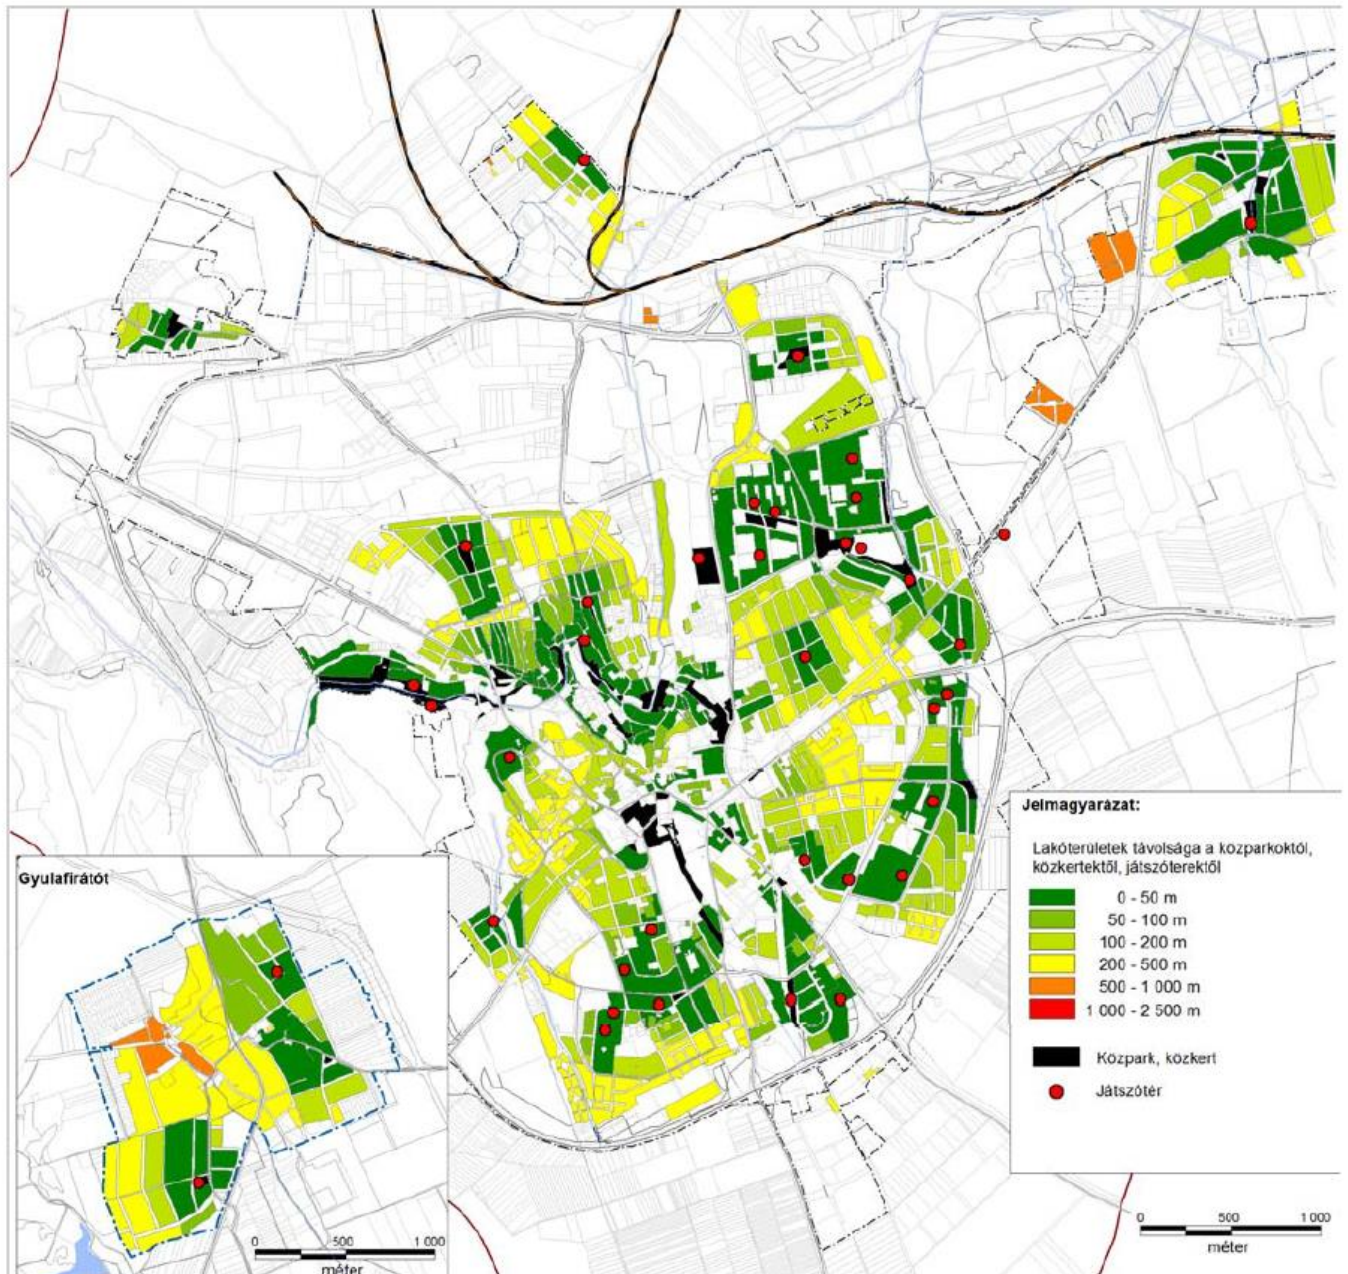 Gyulafirátót
0 500 1 000
méter
Jelmagyarázat:
Lakóterületek távolsága a közparkoktól,
közkertektől, játszóterektől
0 - 50 m
50 - 100 m
100 - 200 m
200 - 500 m
500 - 1 000 m
1 000 - 2 500 m
Közpark, közkert
Játszótér
0 500 1 000
méter